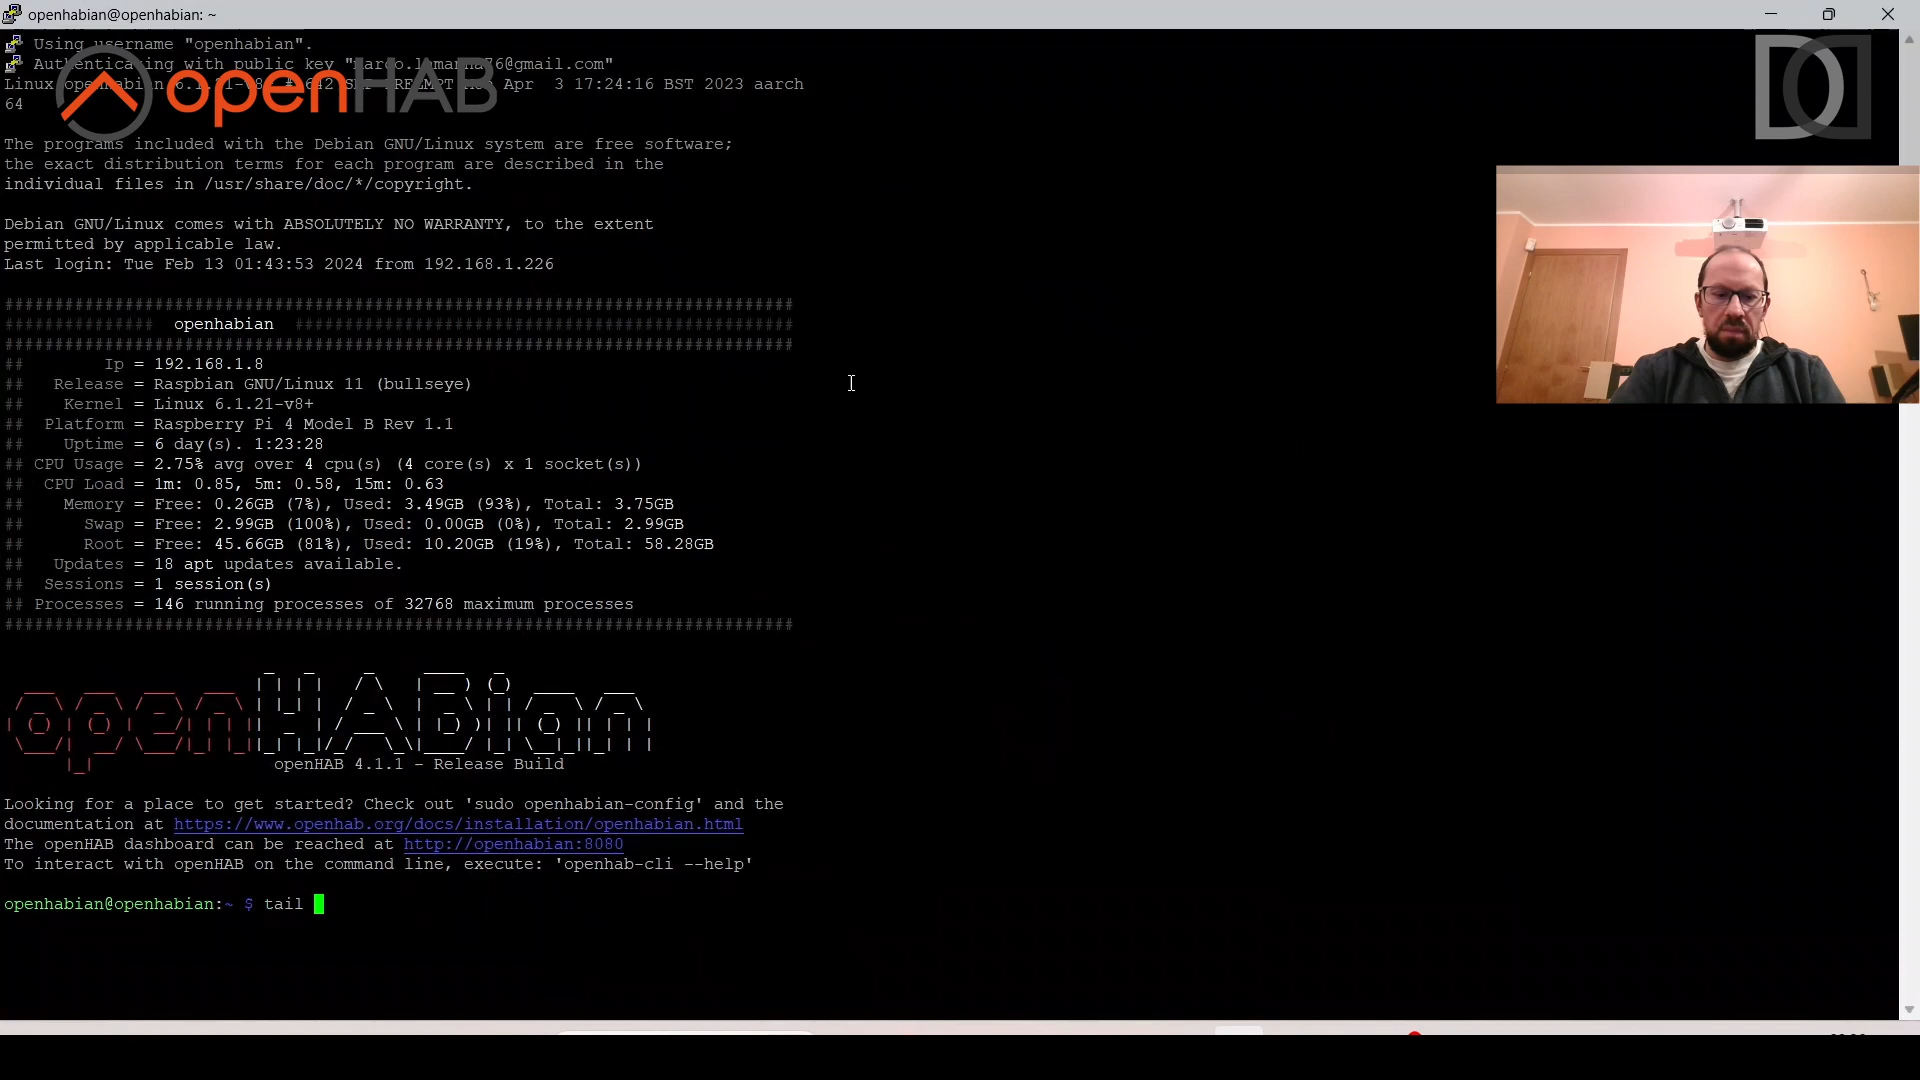 openhabian@openhabian: ~
Using username "openhabian".
Authenticating with public key
openHAB
Apr  3 17:24:16 BST 2023 aarch
64
The programs included with the Debian GNU/Linux system are free software;
the exact distribution terms for each program are described in the
individual files in /usr/share/doc/*/copyright.
Debian GNU/Linux comes with ABSOLUTELY NO WARRANTY, to the extent
permitted by applicable law.
Last login: Tue Feb 13 01:43:53 2024 from 192.168.1.226
###############################################################################
###############  openhabian  ##################################################
###############################################################################
##        Ip = 192.168.1.8
##   Release = Raspbian GNU/Linux 11 (bullseye)
##    Kernel = Linux 6.1.21-v8+
##  Platform = Raspberry Pi 4 Model B Rev 1.1
##    Uptime = 6 day(s). 1:23:28
## CPU Usage = 2.75% avg over 4 cpu(s) (4 core(s) x 1 socket(s))
##  CPU Load = 1m: 0.85, 5m: 0.58, 15m: 0.63
##    Memory = Free: 0.26GB (7%), Used: 3.49GB (93%), Total: 3.75GB
##      Swap = Free: 2.99GB (100%), Used: 0.00GB (0%), Total: 2.99GB
##      Root = Free: 45.66GB (81%), Used: 10.20GB (19%), Total: 58.28GB
##   Updates = 18 apt updates available.
##  Sessions = 1 session(s)
## Processes = 146 running processes of 32768 maximum processes
###############################################################################
openHABian
openHAB 4.1.1 - Release Build
Looking for a place to get started? Check out 'sudo openhabian-config' and the
documentation at https://www.openhab.org/docs/installation/openhabian.html
The openHAB dashboard can be reached at http://openhabian:8080
To interact with openHAB on the command line, execute: 'openhab-cli --help'
openhabian@openhabian:~ $ tail